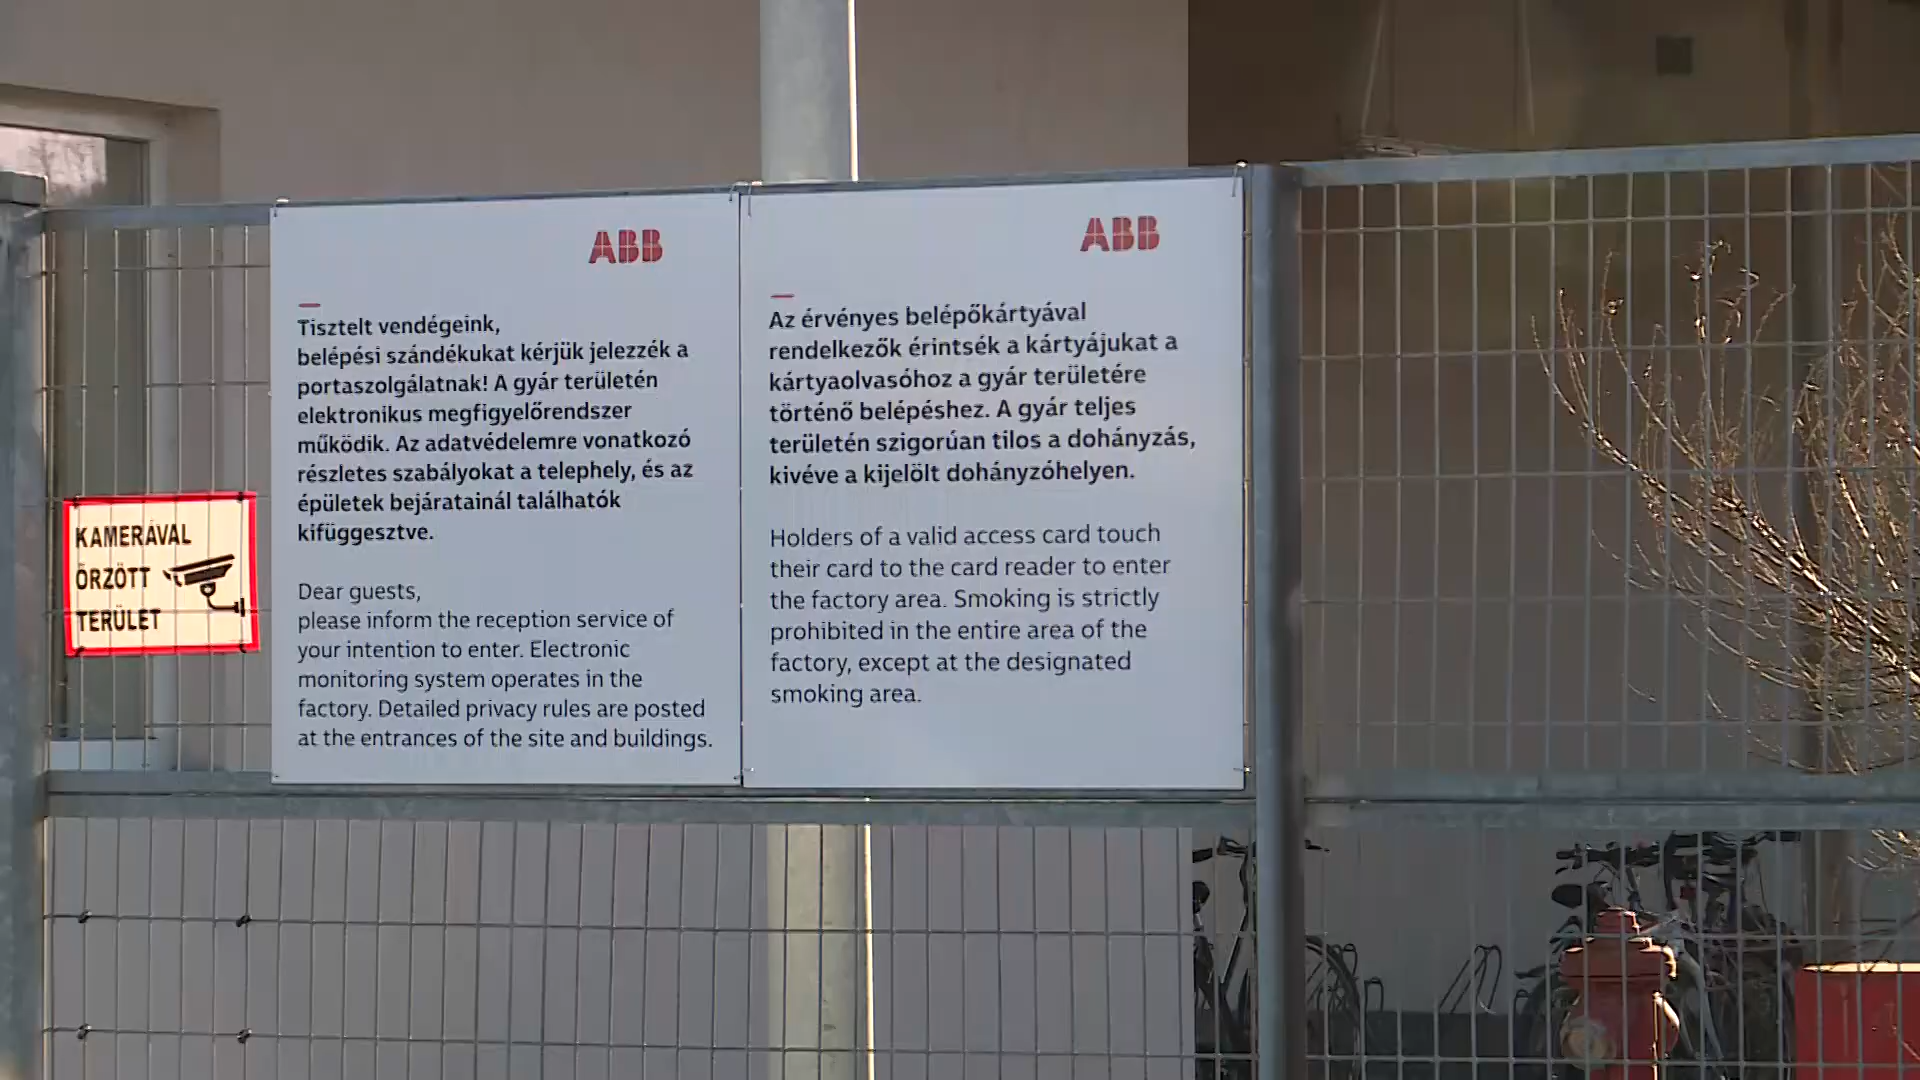 KAMERÁVAL
ŐRZÖTT
TERÜLET
ABB
Tisztelt vendégeink,
belépési szándékukat kérjük jelezzék a
portaszolgálatnak! A gyár területén
elektronikus megfigyelőrendszer
működik. Az adatvédelemre vonatkozó
részletes szabályokat a telephely, és az
épületek bejáratainál találhatók
kifüggesztve.
Dear guests,
please inform the reception service of
your intention to enter. Electronic
monitoring system operates in the
factory. Detailed privacy rules are posted
at the entrances of the site and buildings.
ABB
Az érvényes belépőkártyával
rendelkezők érintsék a kártyájukat a
kártyaolvasóhoz a gyár területére
történő belépéshez. A gyár teljes
területén szigorúan tilos a dohányzás,
kivéve a kijelölt dohányzóhelyen.
Holders of a valid access card touch
their card to the card reader to enter
the factory area. Smoking is strictly
prohibited in the entire area of the
factory, except at the designated
smoking area.